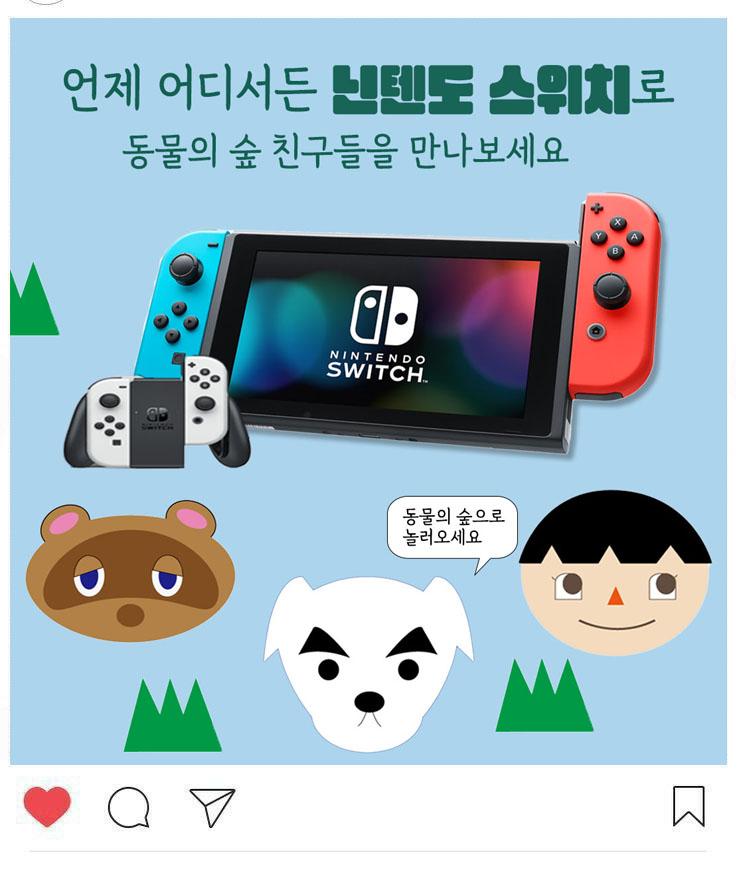 언제 어디서든 닌텐도 스위치로
동물의 숲 친구들을 만나보세요
X
Y
A
B
NINTENDO
SWITCH™
NINTENDO
SWITCH
동물의 숲으로
놀러오세요